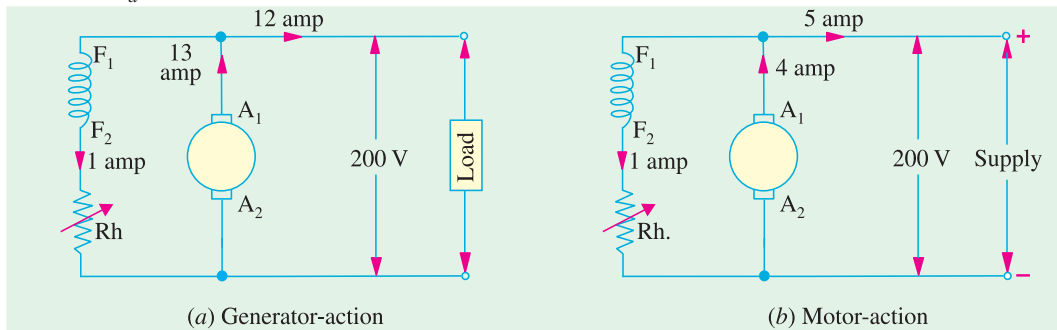 a
12 amp
F1
13
amp
A1
F2
1 amp
200 V
Load
A2
Rh
(a) Generator-action
5 amp
+
F1
4 amp
A1
F2
1 amp
200 V
Supply
A2
Rh.
−
(b) Motor-action